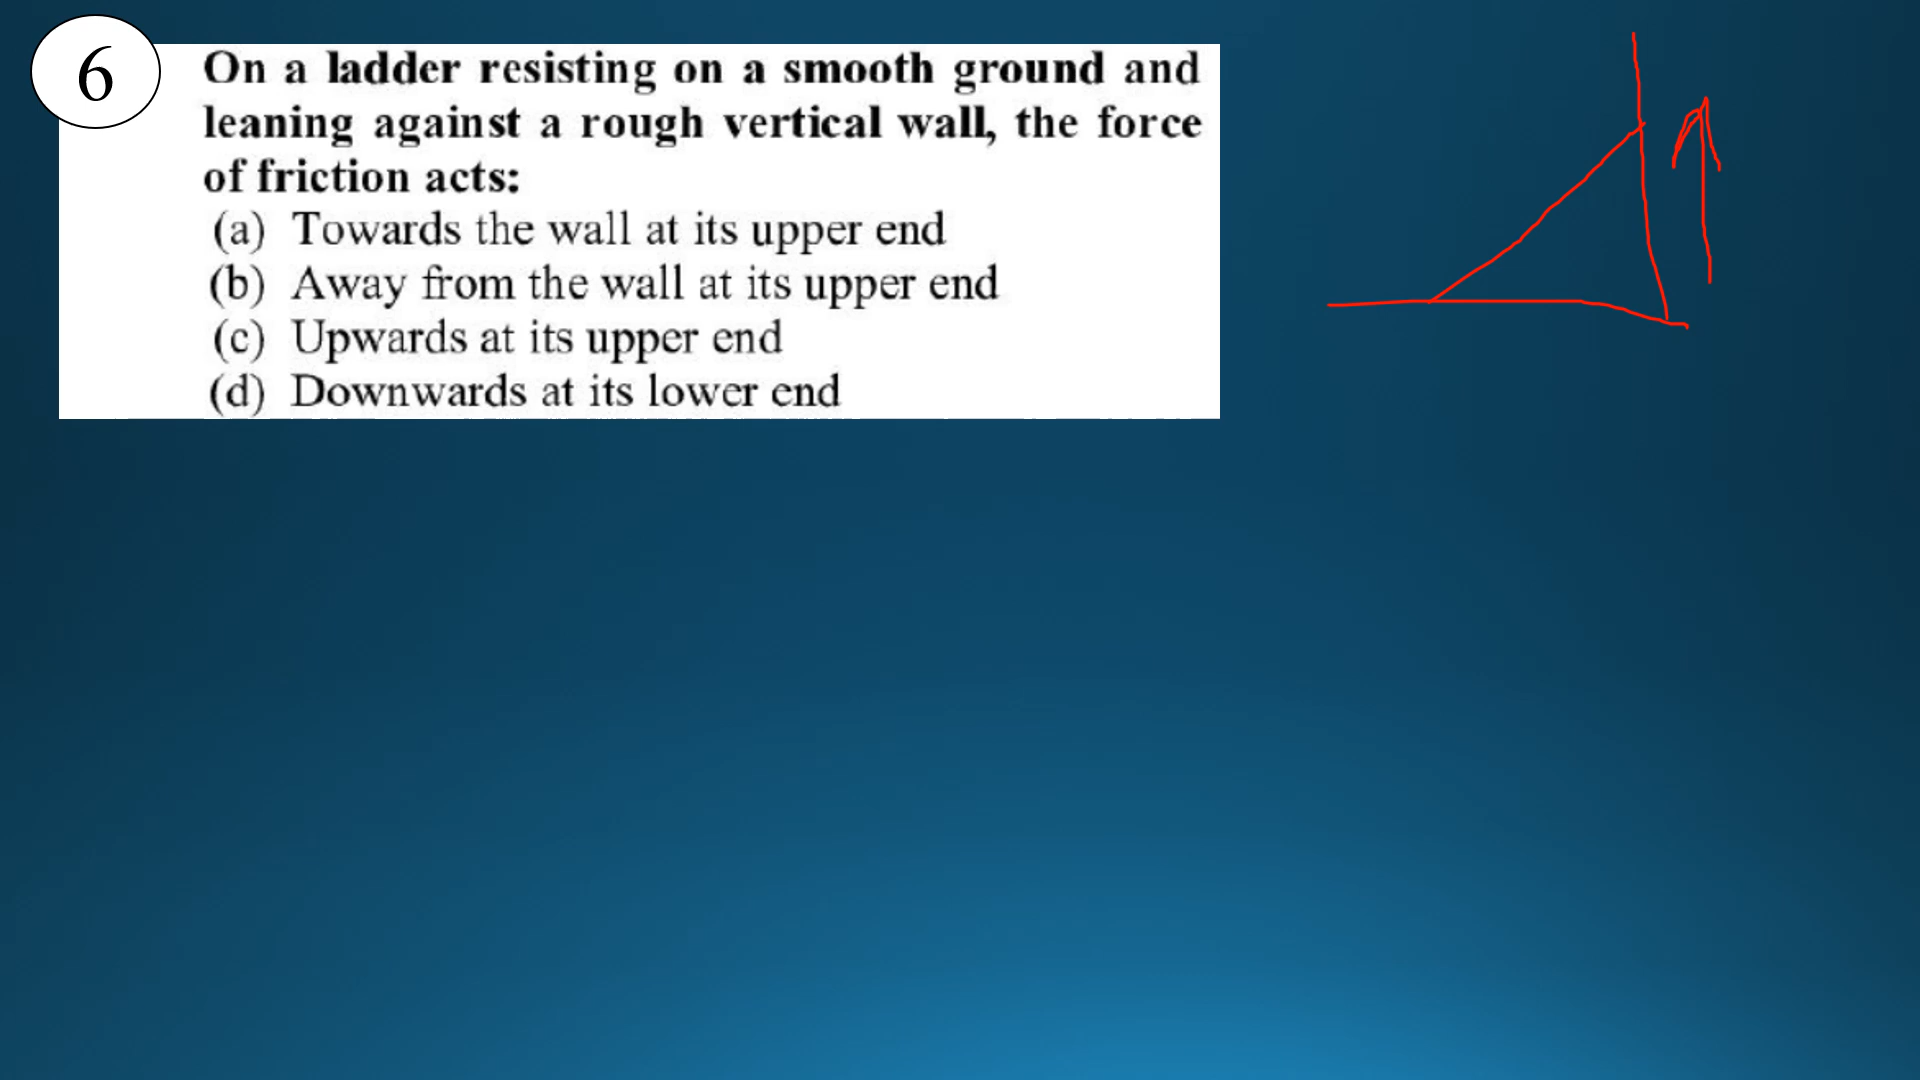 6
On a ladder resisting on a smooth ground and
leaning against a rough vertical wall, the force
of friction acts:
(a) Towards the wall at its upper end
(b) Away from the wall at its upper end
(c) Upwards at its upper end
(d) Downwards at its lower end